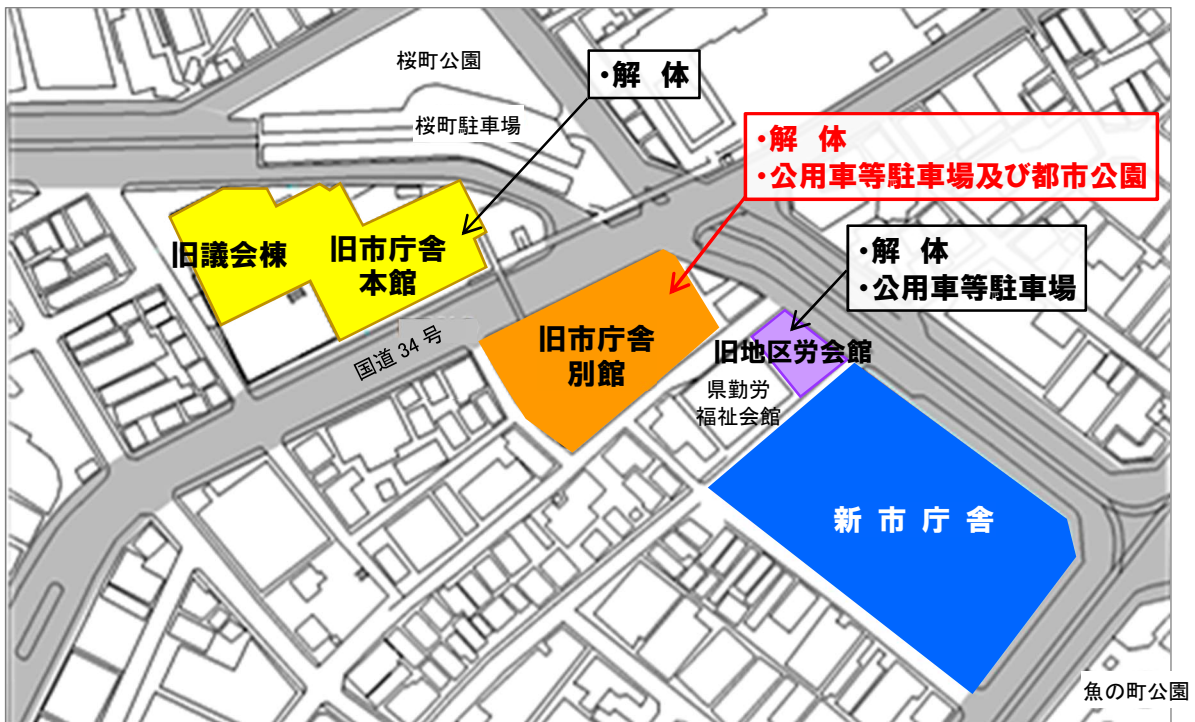 桜町公園
・解 体
桜町駐車場
・解 体
・公用車等駐車場及び都市公園
旧議会棟
旧市庁舎
本館
・解 体
・公用車等駐車場
国道34号
旧市庁舎
別館
旧地区労会館
県勤労
福祉会館
新市庁舎
魚の町公園